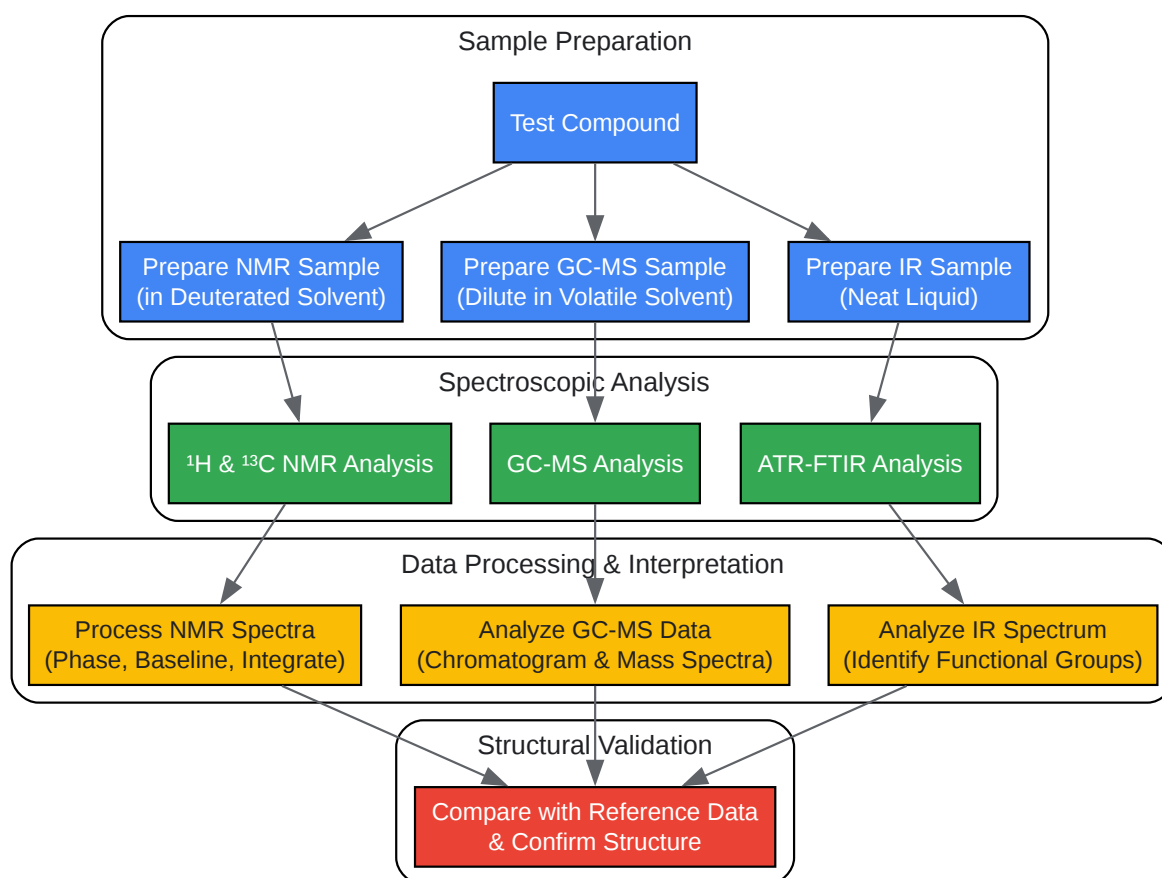 Sample Preparation
Test Compound
Prepare NMR Sample
(in Deuterated Solvent)
Prepare GC-MS Sample
(Dilute in Volatile Solvent)
Prepare IR Sample
(Neat Liquid)
Spectroscopic Analysis
¹H & ¹³C NMR Analysis
GC-MS Analysis
ATR-FTIR Analysis
Data Processing & Interpretation
Process NMR Spectra
(Phase, Baseline, Integrate)
Analyze GC-MS Data
(Chromatogram & Mass Spectra)
Analyze IR Spectrum
(Identify Functional Groups)
Structural Validation
Compare with Reference Data
& Confirm Structure